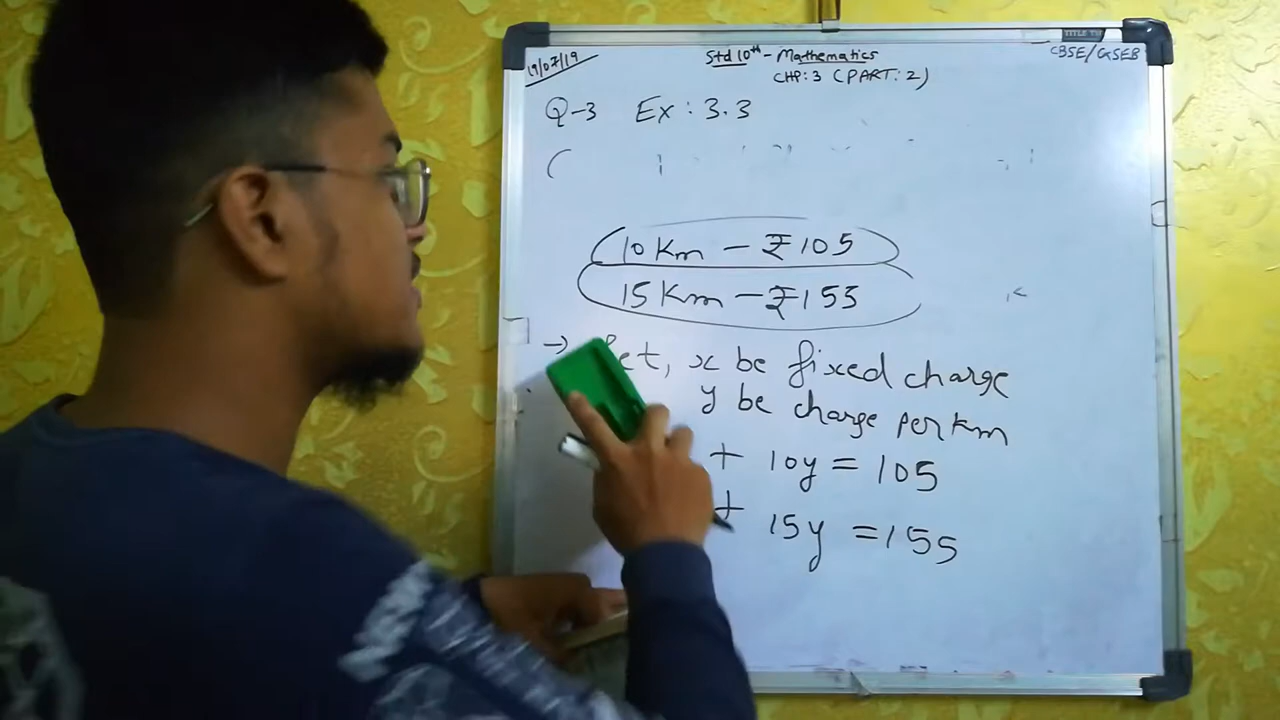 19/07/19
Std 10th - Mathematics
CBSE/GSEB
CHP: 3 (PART: 2)
Q-3 Ex: 3.3
10 Km - ₹105
15 Km - ₹155
→ Let, x be fixed charge
y be charge per km
+ 10y = 105
+ 15y = 155